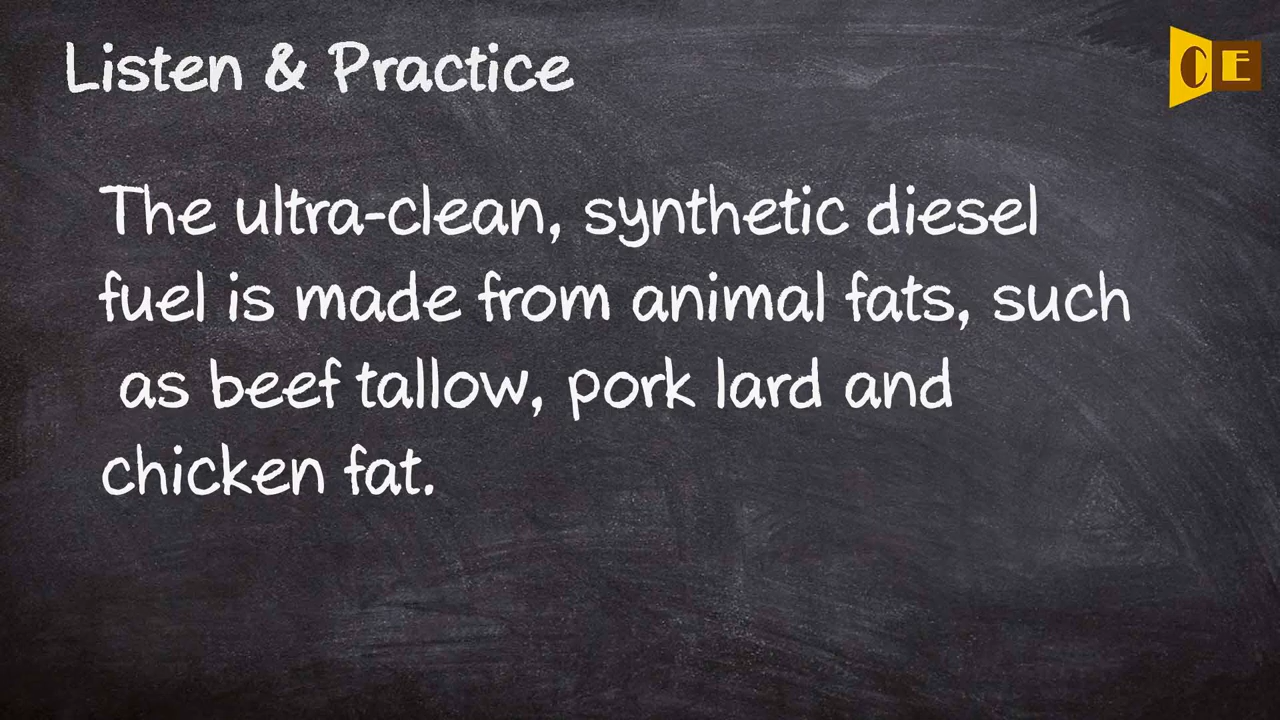 Listen & Practice
CE
The ultra-clean, synthetic diesel
fuel is made from animal fats, such
as beef tallow, pork lard and
chicken fat.